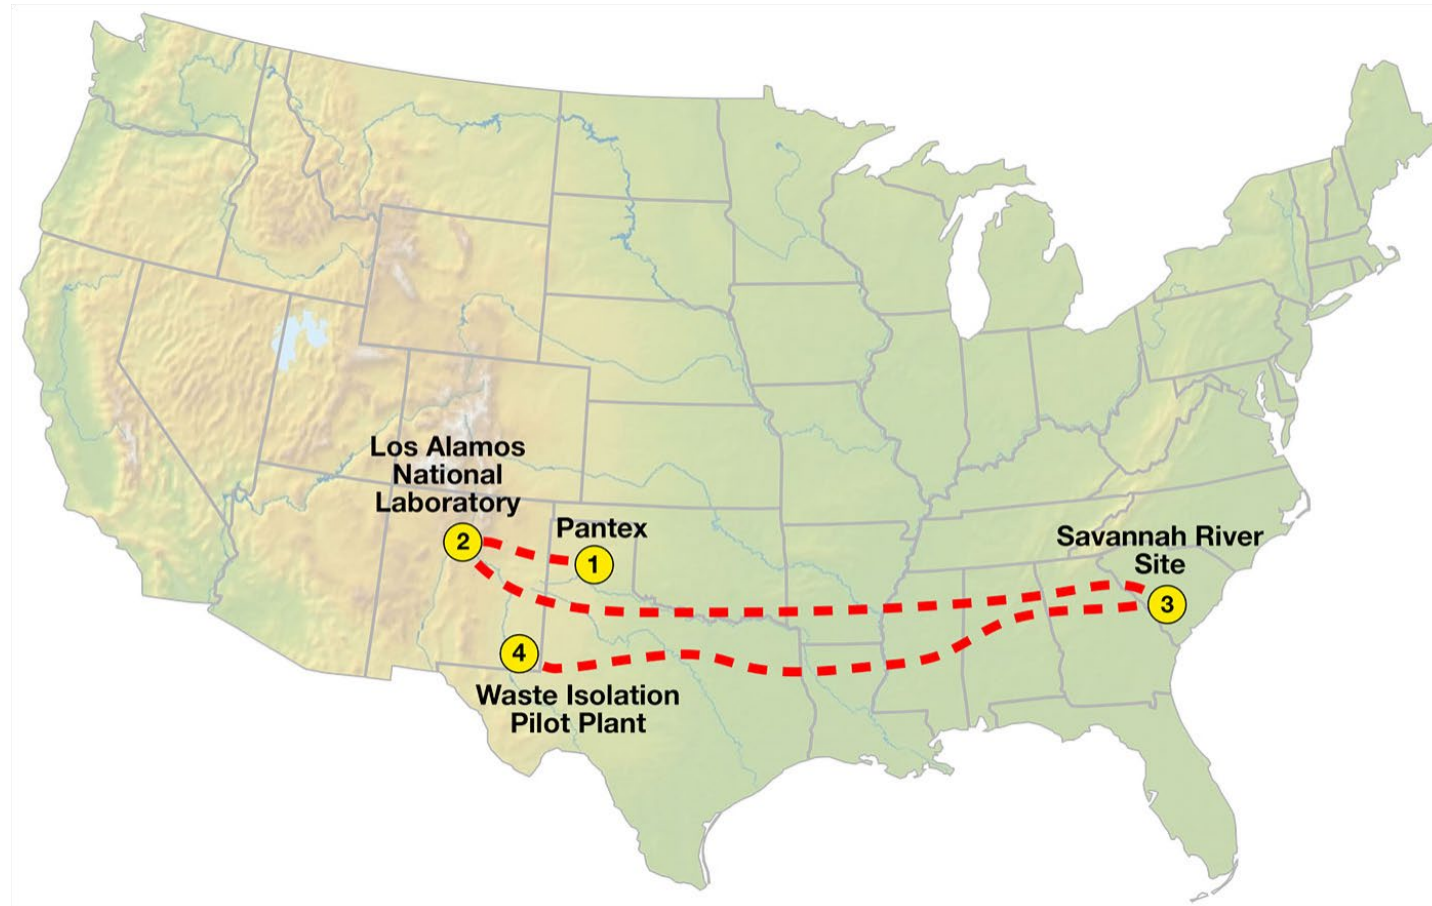 Los Alamos
National
Laboratory
2
Pantex
1
Savannah River
Site
3
4
Waste Isolation
Pilot Plant